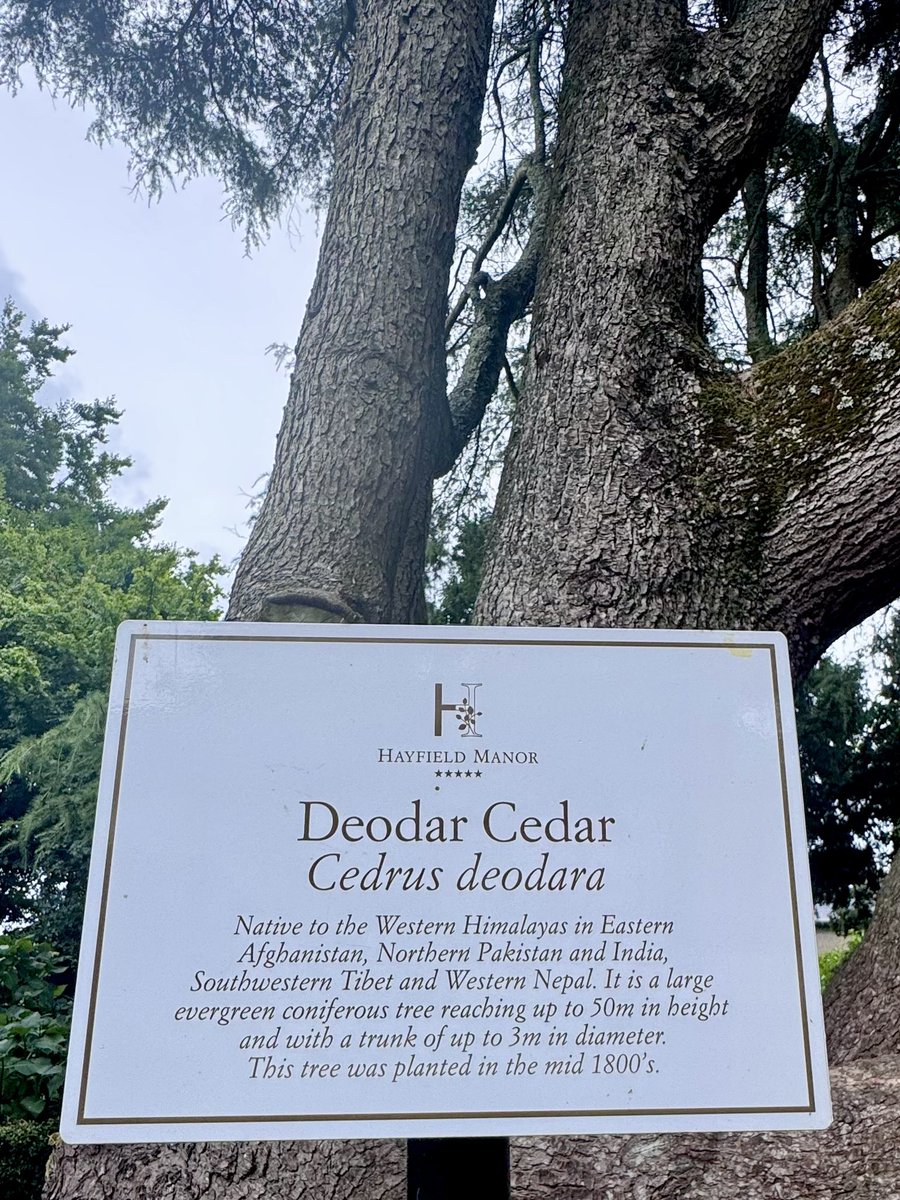 H
HAYFIELD MANOR
★★★★★
Deodar Cedar
Cedrus deodara
Native to the Western Himalayas in Eastern
Afghanistan, Northern Pakistan and India,
Southwestern Tibet and Western Nepal. It is a large
evergreen coniferous tree reaching up to 50m in height
and with a trunk of up to 3m in diameter.
This tree was planted in the mid 1800's.